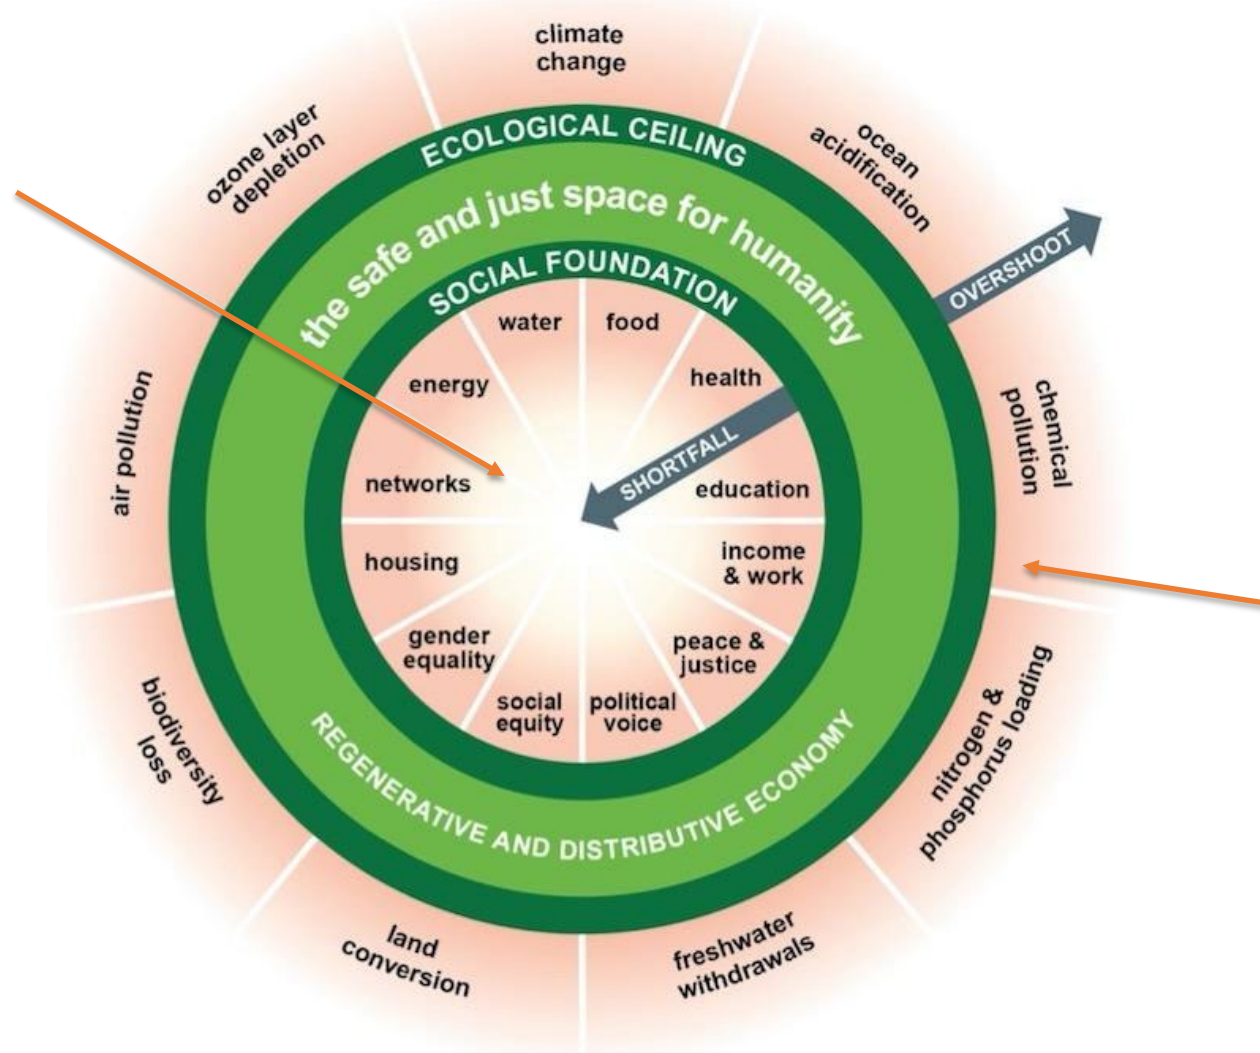 climate
change
ozone layer
depletion
ocean
acidification
ECOLOGICAL CEILING
the safe and just space for humanity
SOCIAL FOUNDATION
OVERSHOOT
water
food
energy
health
SHORTFALL
air pollution
chemical
pollution
networks
education
housing
income
& work
gender
equality
peace &
justice
social
equity
political
voice
biodiversity
loss
nitrogen &
phosphorus loading
REGENERATIVE AND DISTRIBUTIVE ECONOMY
land
conversion
freshwater
withdrawals